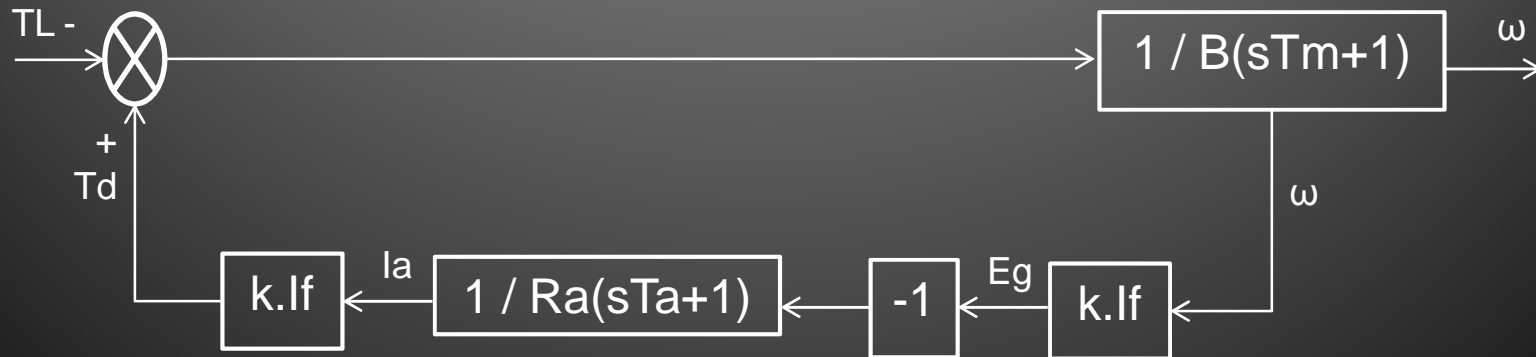 TL -
1 / B(sTm+1)
ω
+
Td
ω
k.If
Ia
1 / Ra(sTa+1)
-1
Eg
k.If